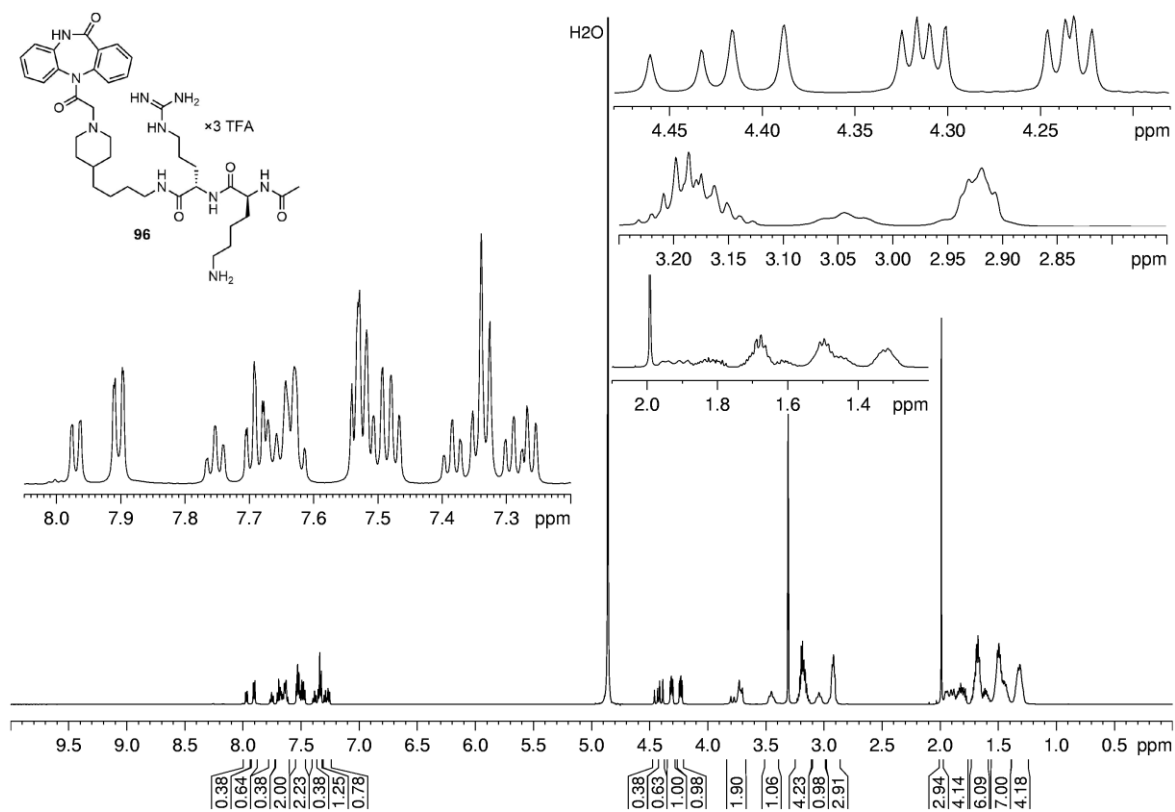 O
NH
N
O
N
HN
NH2
HN
×3 TFA
H
N
O
N
H
O
H
N
O
NH2
96
H2O
4.45 4.40 4.35 4.30 4.25 ppm
3.20 3.15 3.10 3.05 3.00 2.95 2.90 2.85 ppm
2.0 1.8 1.6 1.4 ppm
8.0 7.9 7.8 7.7 7.6 7.5 7.4 7.3 ppm
9.5 9.0 8.5 8.0 7.5 7.0 6.5 6.0 5.5 5.0 4.5 4.0 3.5 3.0 2.5 2.0 1.5 1.0 0.5 ppm
0.38 0.64 0.38 2.00 2.23 0.38 1.25 0.78 0.38 0.63 1.00 0.98 1.90 1.06 4.23 0.98 2.91 2.94 4.14 6.09 7.00 4.18